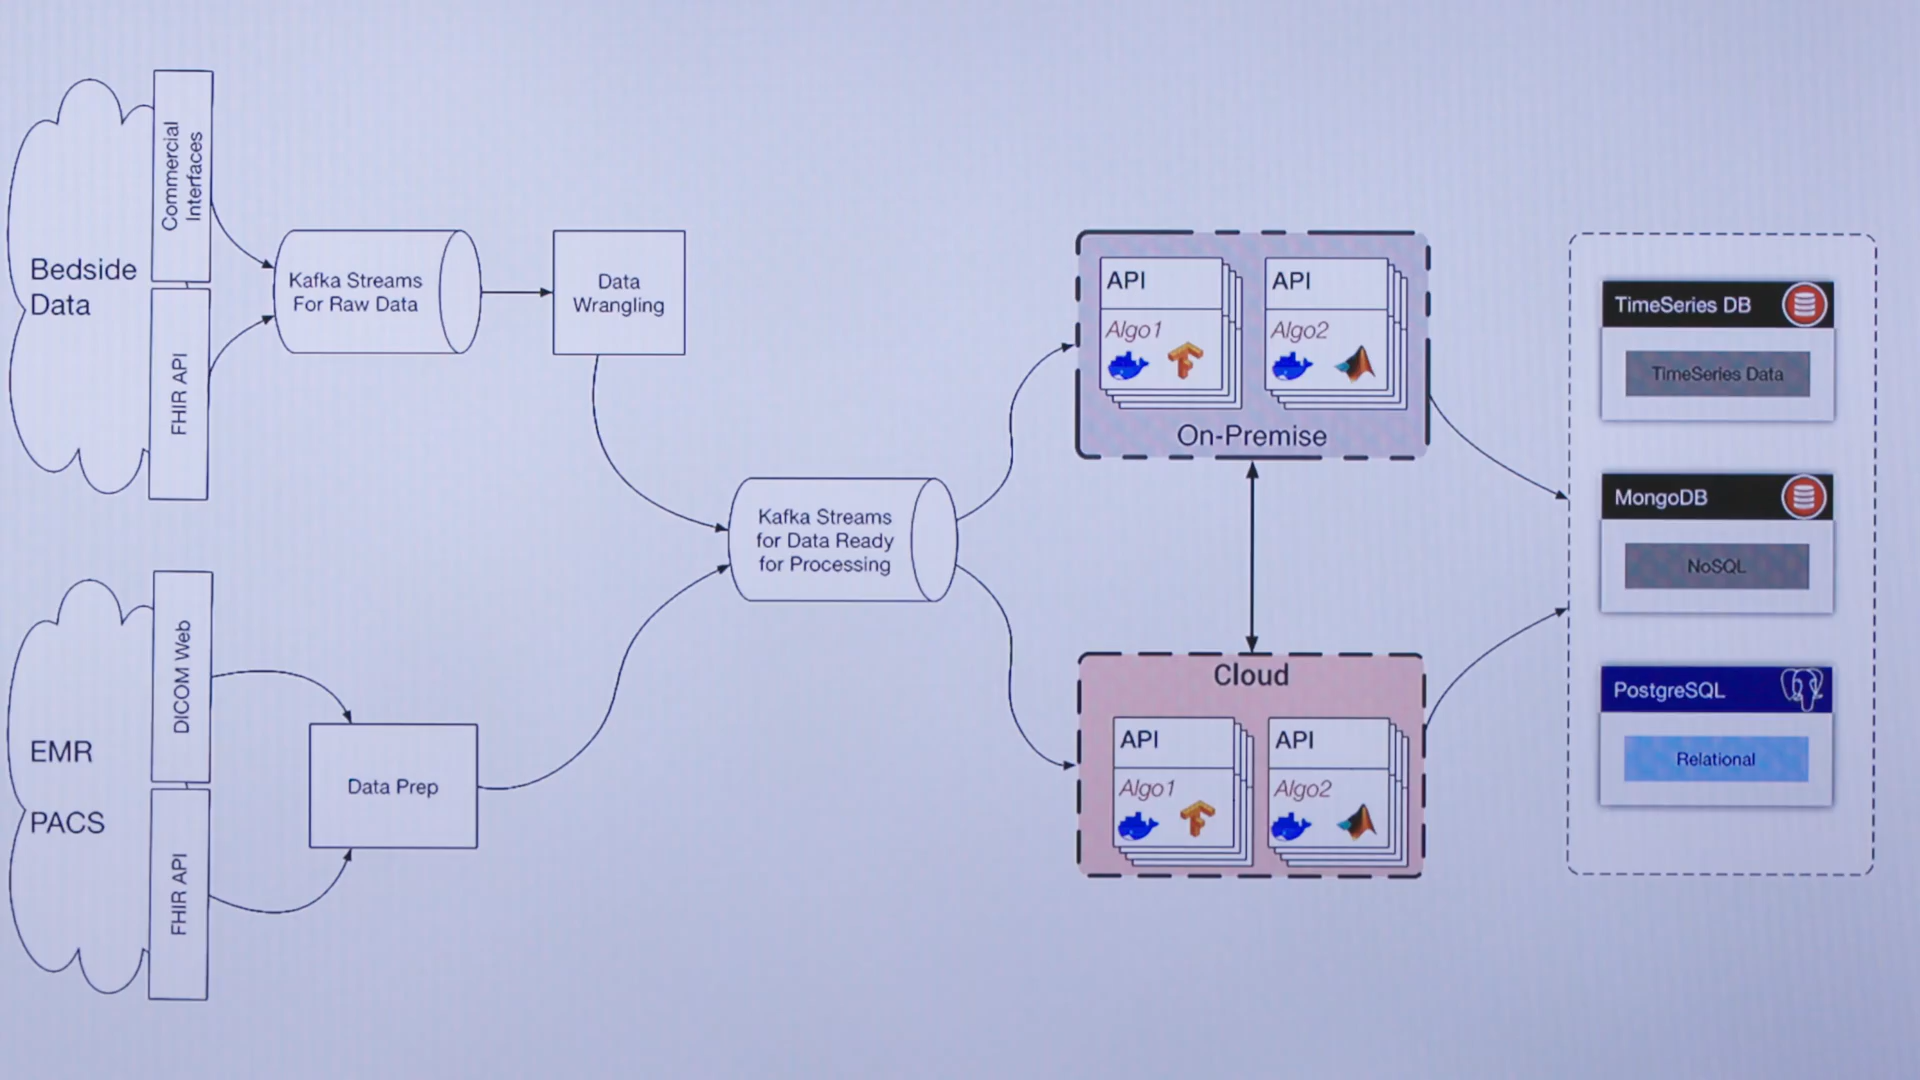 Commercial
Interfaces
Bedside
Data
FHIR API
Kafka Streams
For Raw Data
Data
Wrangling
DICOM Web
EMR
PACS
FHIR API
Data Prep
Kafka Streams
for Data Ready
for Processing
API
Algo1
API
Algo2
On-Premise
Cloud
API
Algo1
API
Algo2
TimeSeries DB
TimeSeries Data
MongoDB
NoSQL
PostgreSQL
Relational